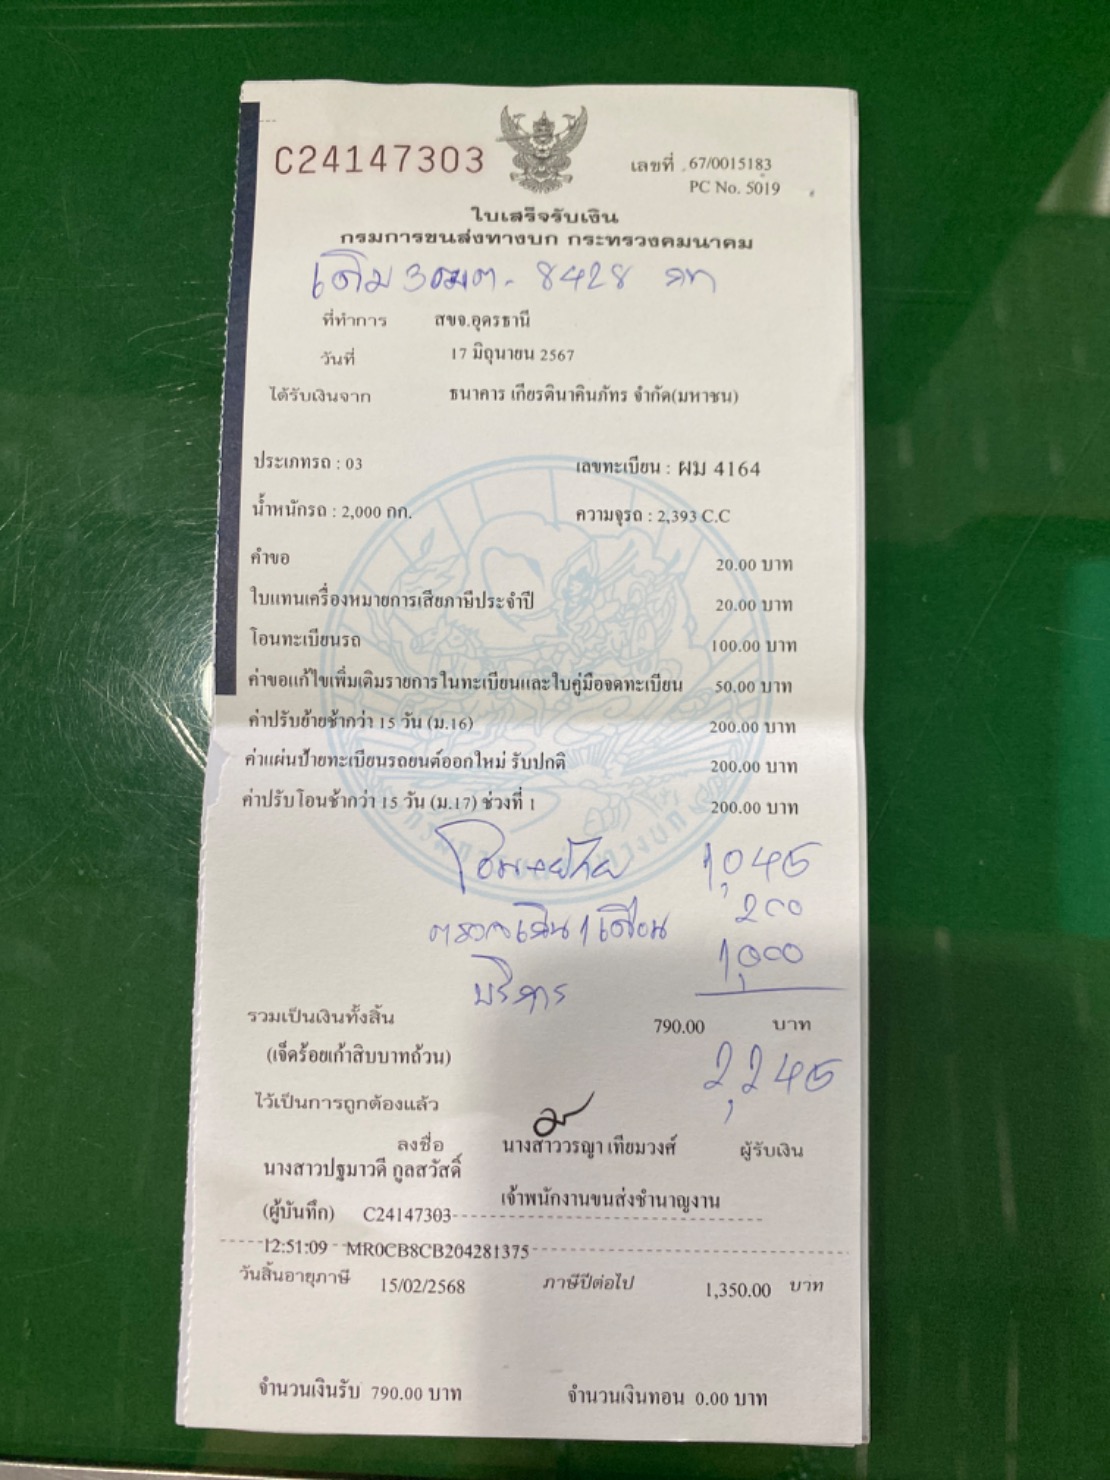 C24147303
เลขที่ 67/0015183
PC No. 5019
ใบเสร็จรับเงิน
กรมการขนส่งทางบก กระทรวงคมนาคม
เดิม 3ฒต- 8428 กท
ที่ทำการ สขจ.อุดรธานี
วันที่ 17 มิถุนายน 2567
ได้รับเงินจาก ธนาคาร เกียรตินาคินภัทร จำกัด(มหาชน)
ประเภทรถ : 03 เลขทะเบียน : ผม 4164
น้ำหนักรถ : 2,000 กก. ความจุรถ : 2,393 C.C
คำขอ 20.00 บาท
ใบแทนเครื่องหมายการเสียภาษีประจำปี 20.00 บาท
โอนทะเบียนรถ 100.00 บาท
ค่าขอแก้ไขเพิ่มเติมรายการในทะเบียนและใบคู่มือจดทะเบียน 50.00 บาท
ค่าปรับย้ายช้ากว่า 15 วัน (ม.16) 200.00 บาท
ค่าแผ่นป้ายทะเบียนรถยนต์ออกใหม่ รับปกติ 200.00 บาท
ค่าปรับโอนช้ากว่า 15 วัน (ม.17) ช่วงที่ 1 200.00 บาท
1,045
200
บริการ 1,000
รวมเป็นเงินทั้งสิ้น 790.00 บาท
(เจ็ดร้อยเก้าสิบบาทถ้วน)
2,245
ไว้เป็นการถูกต้องแล้ว
ลงชื่อ นางสาววรญา เทียมวงศ์ ผู้รับเงิน
นางสาวปฐมาวดี กูลสวัสดิ์
เจ้าพนักงานขนส่งชำนาญงาน
(ผู้บันทึก) C24147303
12:51:09 MR0CB8CB204281375
วันสิ้นอายุภาษี 15/02/2568 ภาษีปีต่อไป 1,350.00 บาท
จำนวนเงินรับ 790.00 บาท จำนวนเงินทอน 0.00 บาท